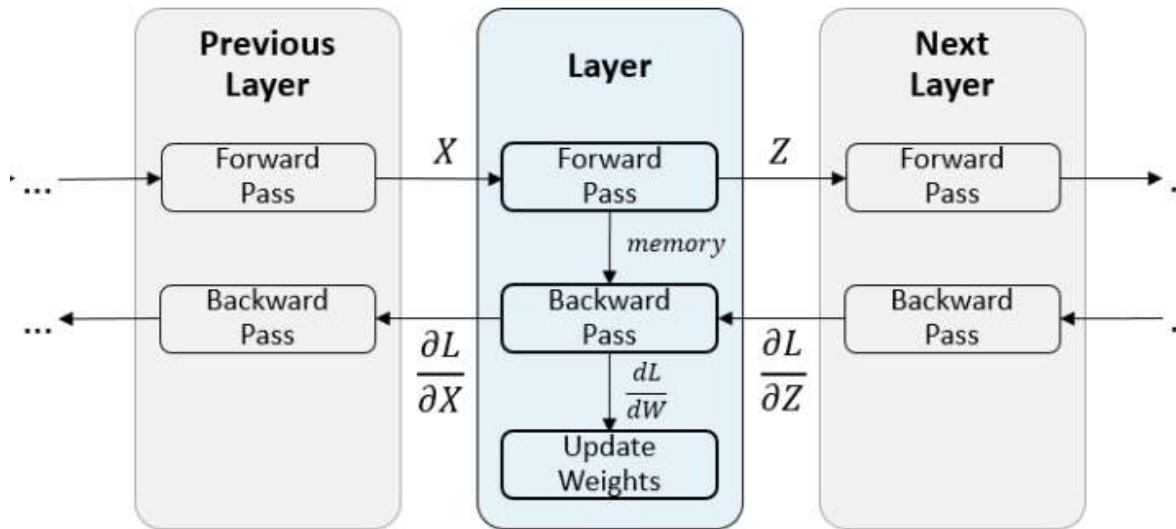 Previous
Layer
Layer
Next
Layer
... Forward
Pass
X
Forward
Pass
Z
Forward
Pass
memory
... Backward
Pass
∂L
∂X
Backward
Pass
∂L
∂Z
Backward
Pass
dL
dW
Update
Weights